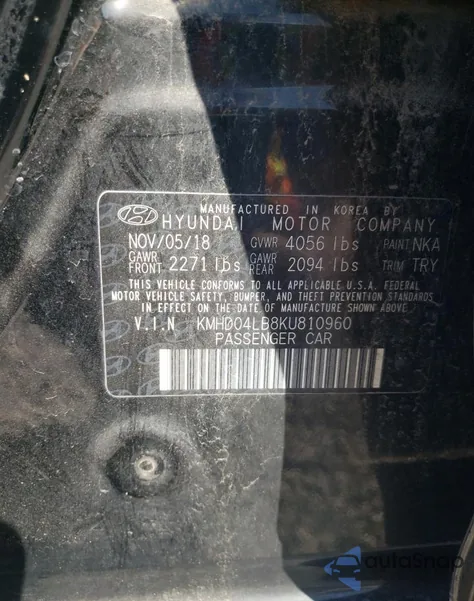 MANUFACTURED IN KOREA BY
HYUNDAI MOTOR COMPANY
NOV/05/18 GVWR 4056 lbs PAINT NKA
GAWR FRONT 2271 lbs GAWR REAR 2094 lbs TRIM TRY
THIS VEHICLE CONFORMS TO ALL APPLICABLE U.S.A. FEDERAL
MOTOR VEHICLE SAFETY, BUMPER, AND THEFT PREVENTION STANDARDS
IN EFFECT ON THE DATE OF MANUFACTURE SHOWN ABOVE.
V.I.N KMHD04LB8KU810960
PASSENGER CAR
autoSnap